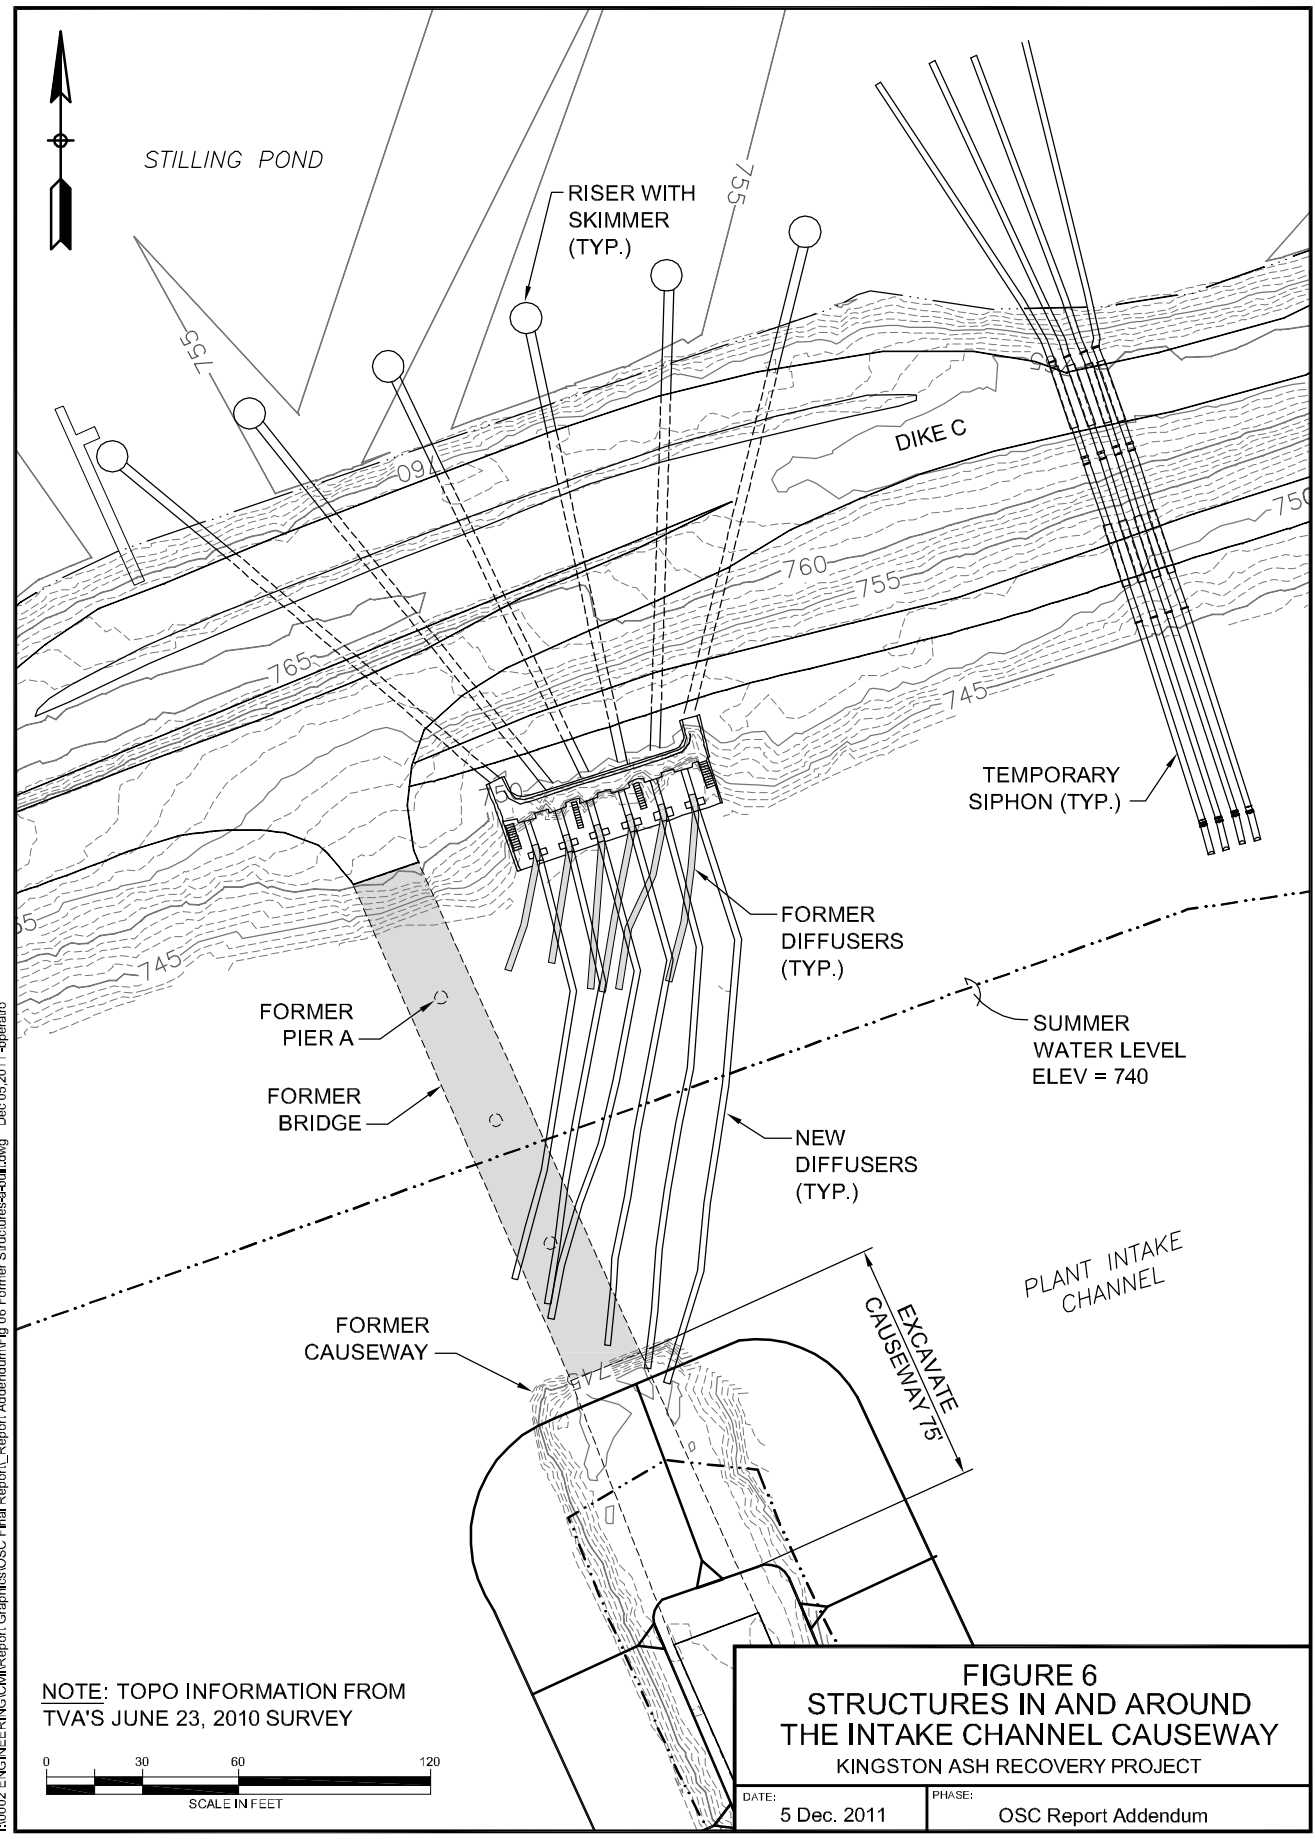 STILLING POND
RISER WITH
SKIMMER
(TYP.)
755
755
760
DIKE C
750
760
755
765
745
TEMPORARY
SIPHON (TYP.)
FORMER
DIFFUSERS
(TYP.)
745
FORMER
PIER A
SUMMER
WATER LEVEL
ELEV = 740
FORMER
BRIDGE
NEW
DIFFUSERS
(TYP.)
PLANT INTAKE
CHANNEL
FORMER
CAUSEWAY
EXCAVATE
CAUSEWAY 75'
745
NOTE: TOPO INFORMATION FROM
TVA'S JUNE 23, 2010 SURVEY
0 30 60 120
SCALE IN FEET
FIGURE 6
STRUCTURES IN AND AROUND
THE INTAKE CHANNEL CAUSEWAY
KINGSTON ASH RECOVERY PROJECT
DATE:
5 Dec. 2011
PHASE:
OSC Report Addendum